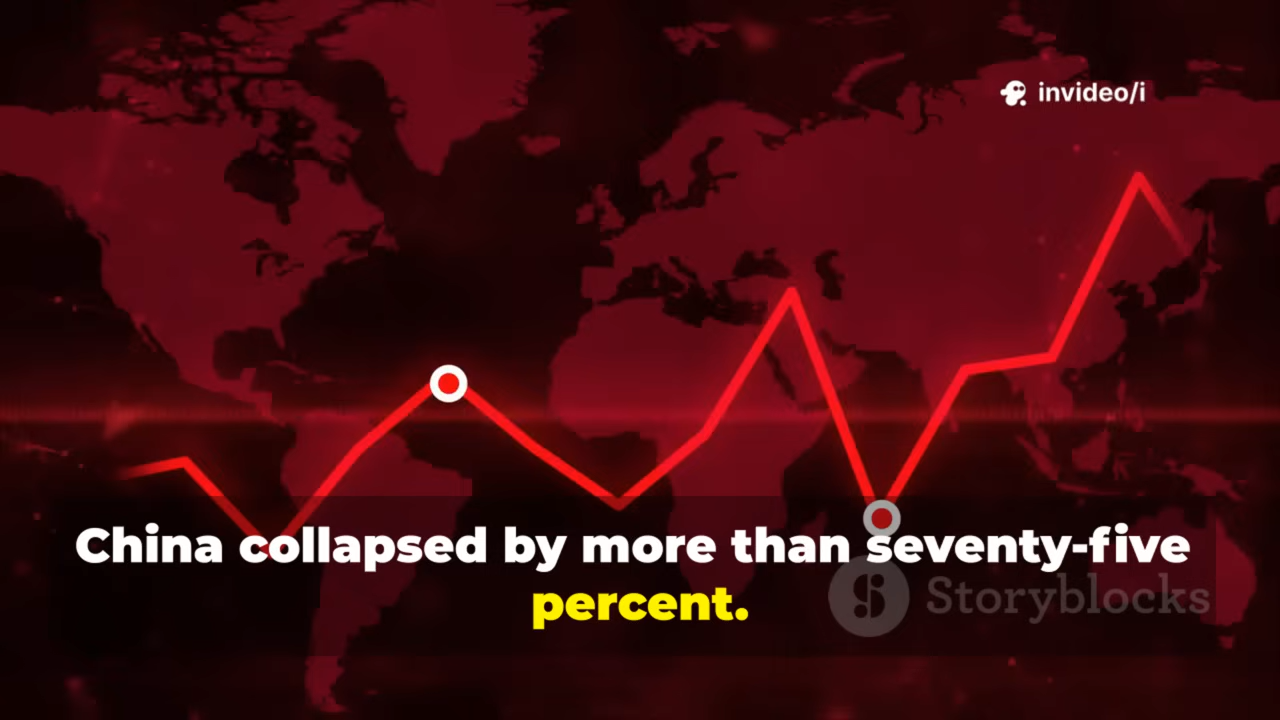 invideo/i
China collapsed by more than seventy-five
percent.
Storyblocks